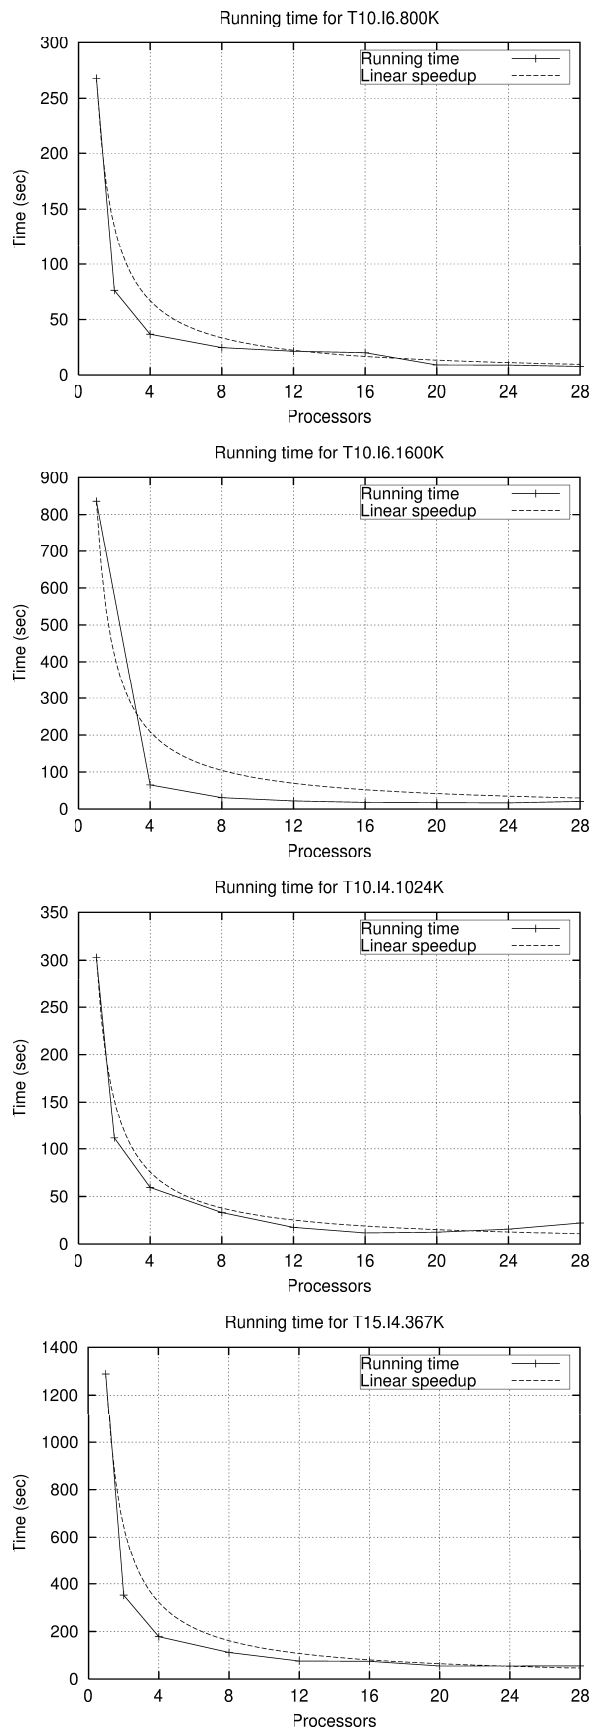 Running time for T10.I6.800K
300
250
200
150
100
50
0
Time (sec)
Running time
Linear speedup
0 4 8 12 16 20 24 28
Processors
Running time for T10.I6.1600K
900
800
700
600
500
400
300
200
100
0
Time (sec)
Running time
Linear speedup
0 4 8 12 16 20 24 28
Processors
Running time for T10.I4.1024K
350
300
250
200
150
100
50
0
Time (sec)
Running time
Linear speedup
0 4 8 12 16 20 24 28
Processors
Running time for T15.I4.367K
1400
1200
1000
800
600
400
200
0
Time (sec)
Running time
Linear speedup
0 4 8 12 16 20 24 28
Processors